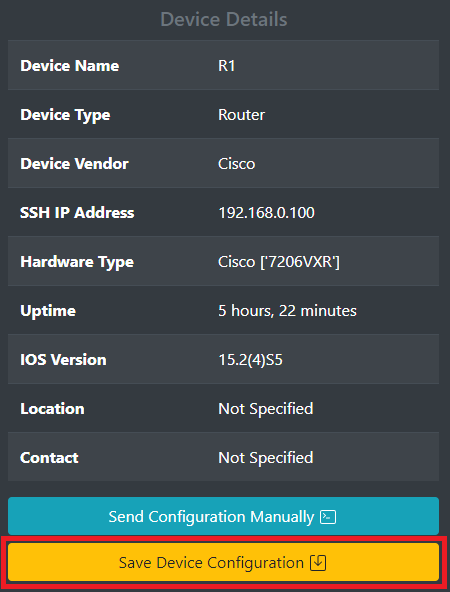 Device Details
Device Name R1
Device Type Router
Device Vendor Cisco
SSH IP Address 192.168.0.100
Hardware Type Cisco ['7206VXR']
Uptime 5 hours, 22 minutes
IOS Version 15.2(4)S5
Location Not Specified
Contact Not Specified
Send Configuration Manually
Save Device Configuration